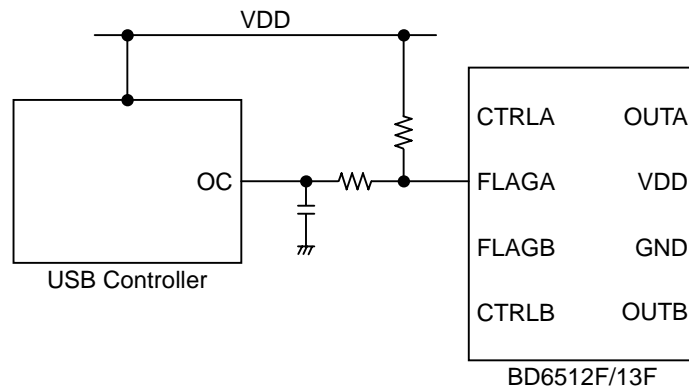 VDD
CTRLA OUTA
OC FLAGA VDD
FLAGB GND
USB Controller
CTRLB OUTB
BD6512F/13F